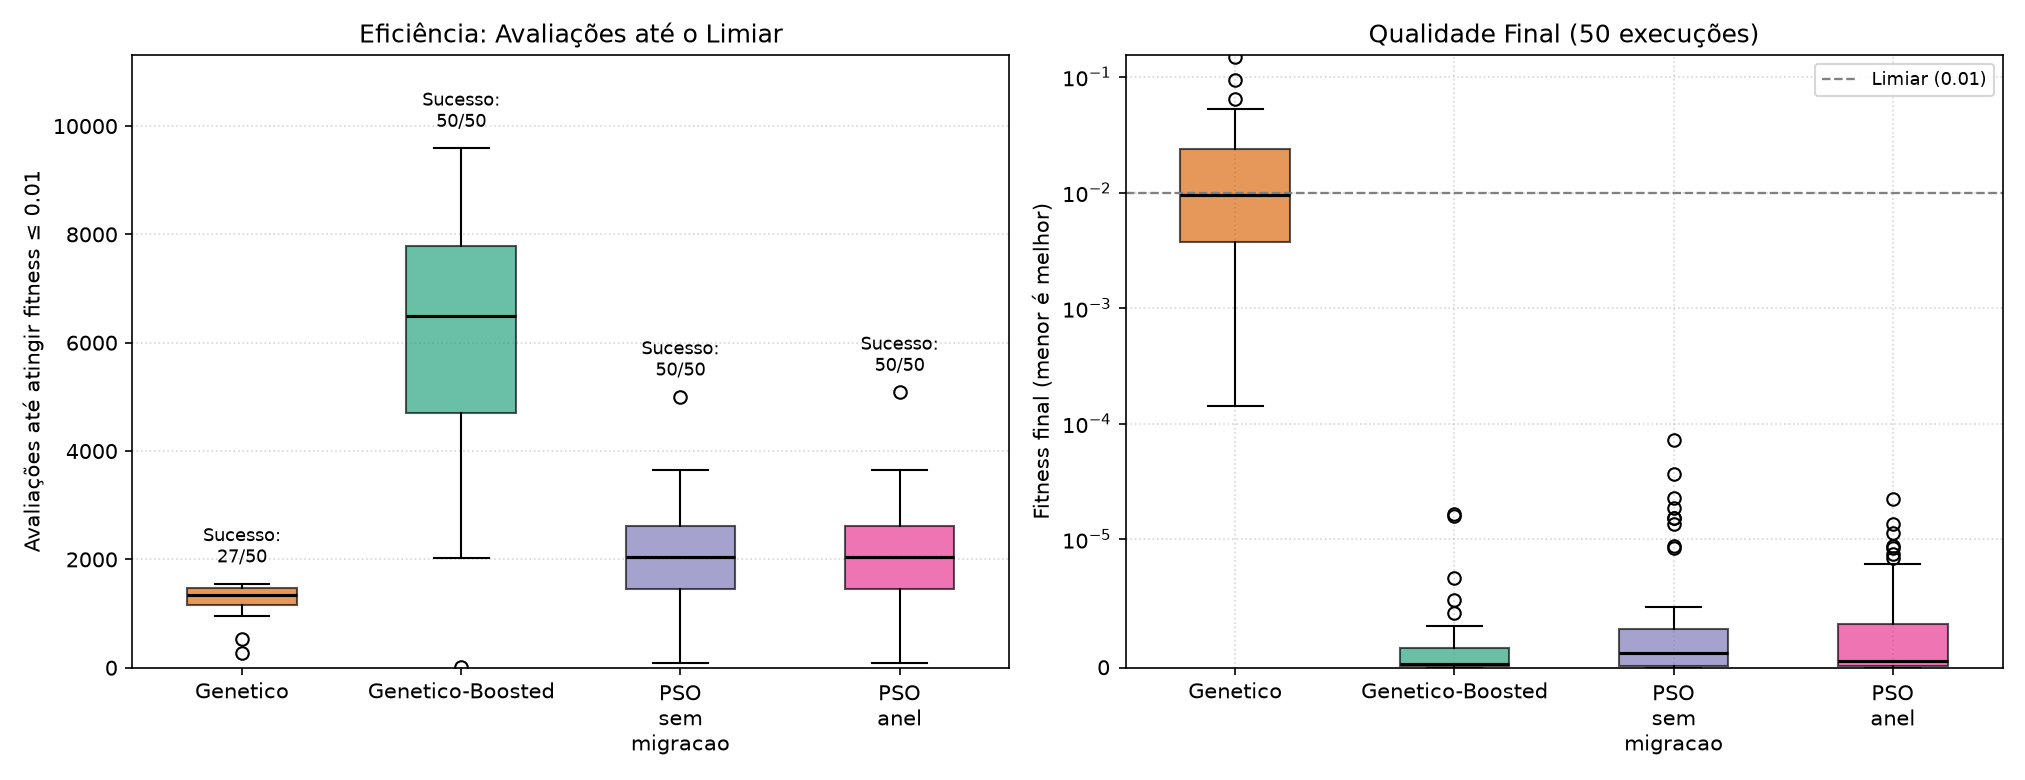 Eficiência: Avaliações até o Limiar
Avaliações até atingir fitness ≤ 0.01
10000
8000
6000
4000
2000
0
Sucesso:
27/50
Sucesso:
50/50
Sucesso:
50/50
Sucesso:
50/50
Genetico
Genetico-Boosted
PSO
sem
migracao
PSO
anel
Qualidade Final (50 execuções)
Fitness final (menor é melhor)
10⁻¹
10⁻²
10⁻³
10⁻⁴
10⁻⁵
0
Limiar (0.01)
Genetico
Genetico-Boosted
PSO
sem
migracao
PSO
anel